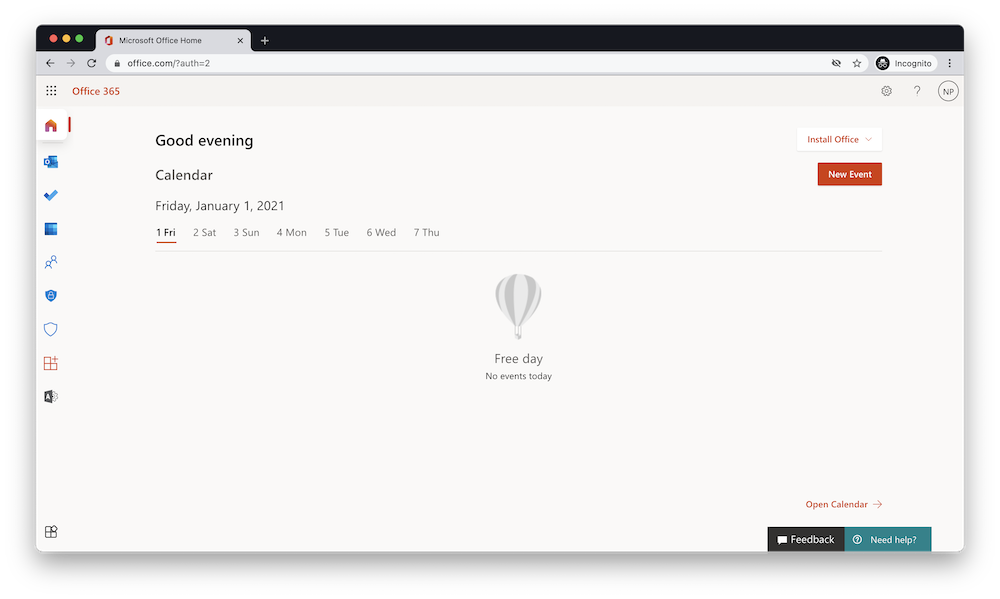 Microsoft Office Home
office.com/?auth=2
Incognito
Office 365
?
NP
Good evening
Install Office
Calendar
New Event
Friday, January 1, 2021
1 Fri 2 Sat 3 Sun 4 Mon 5 Tue 6 Wed 7 Thu
Free day
No events today
Open Calendar →
Feedback
Need help?